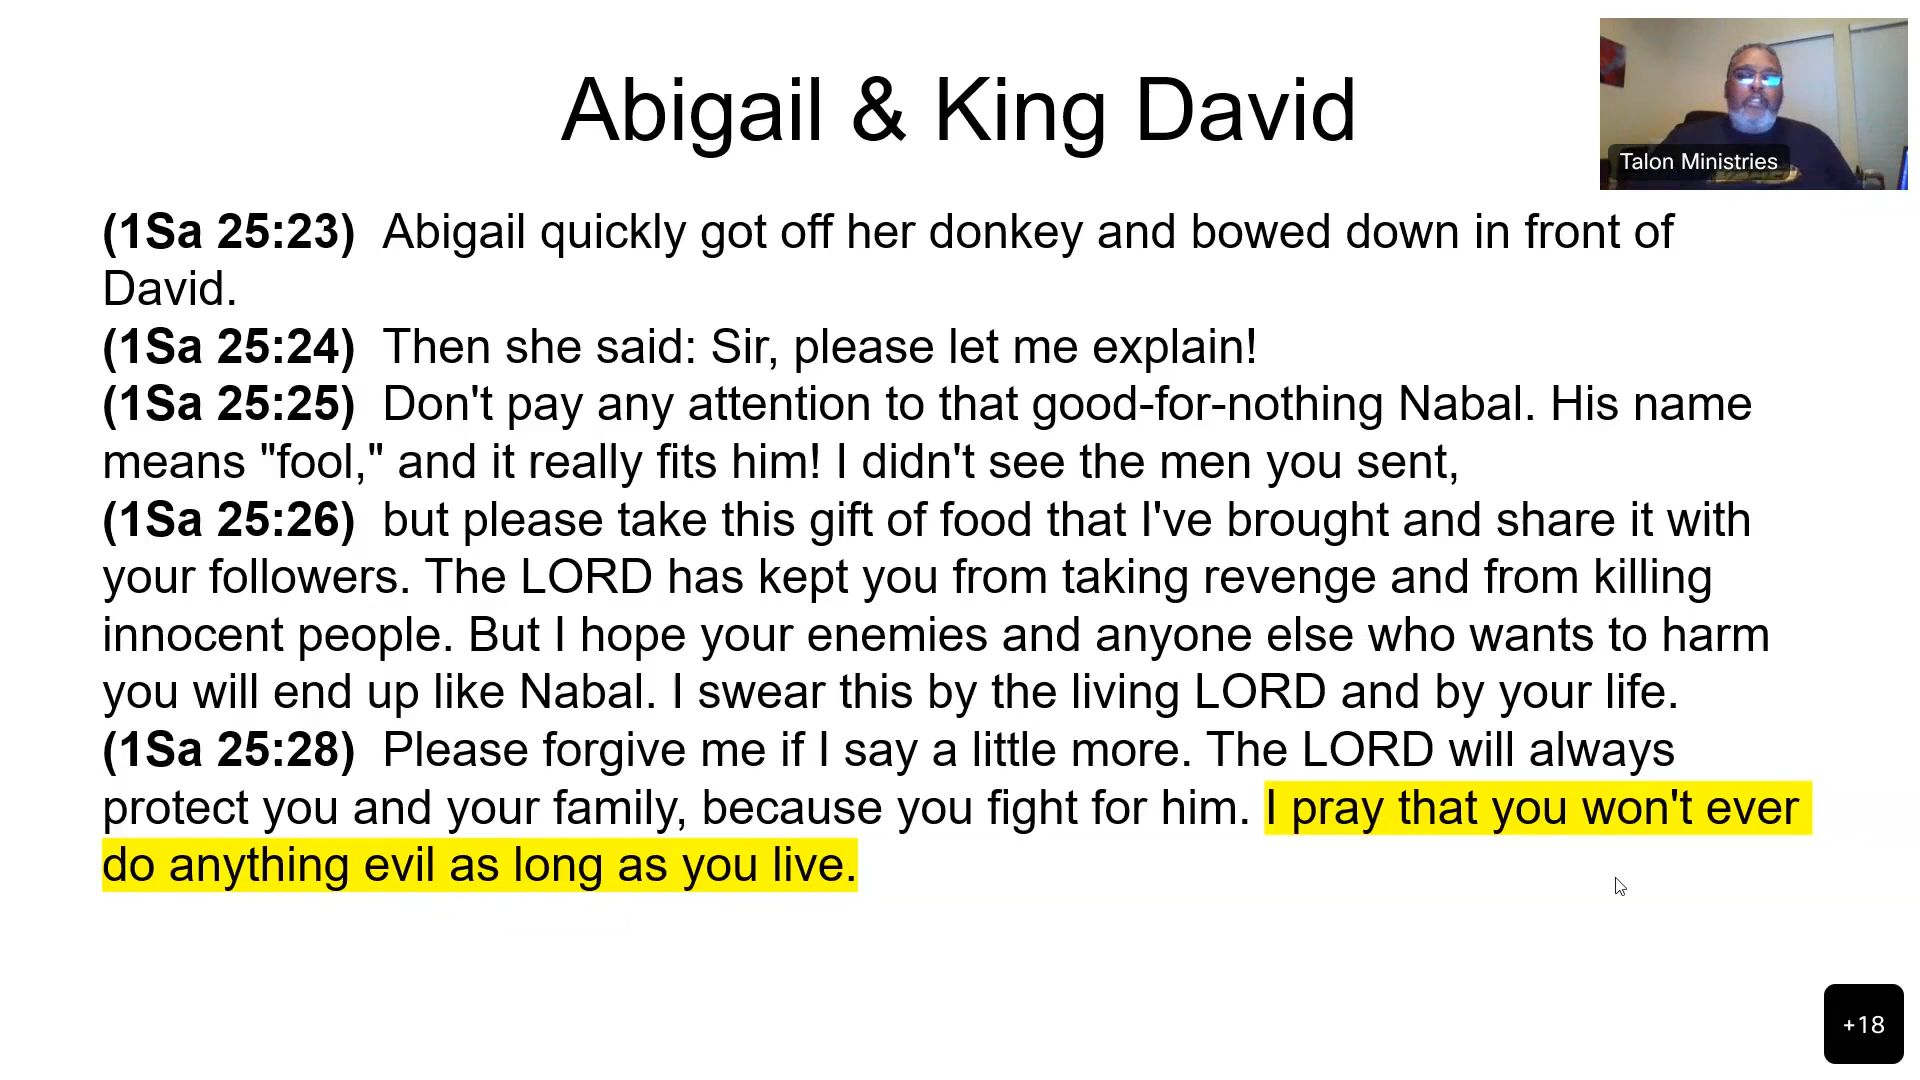 Abigail & King David
Talon Ministries
(1Sa 25:23)  Abigail quickly got off her donkey and bowed down in front of
David.
(1Sa 25:24)  Then she said: Sir, please let me explain!
(1Sa 25:25)  Don't pay any attention to that good-for-nothing Nabal. His name
means "fool," and it really fits him! I didn't see the men you sent,
(1Sa 25:26)  but please take this gift of food that I've brought and share it with
your followers. The LORD has kept you from taking revenge and from killing
innocent people. But I hope your enemies and anyone else who wants to harm
you will end up like Nabal. I swear this by the living LORD and by your life.
(1Sa 25:28)  Please forgive me if I say a little more. The LORD will always
protect you and your family, because you fight for him. I pray that you won't ever
do anything evil as long as you live.
+18